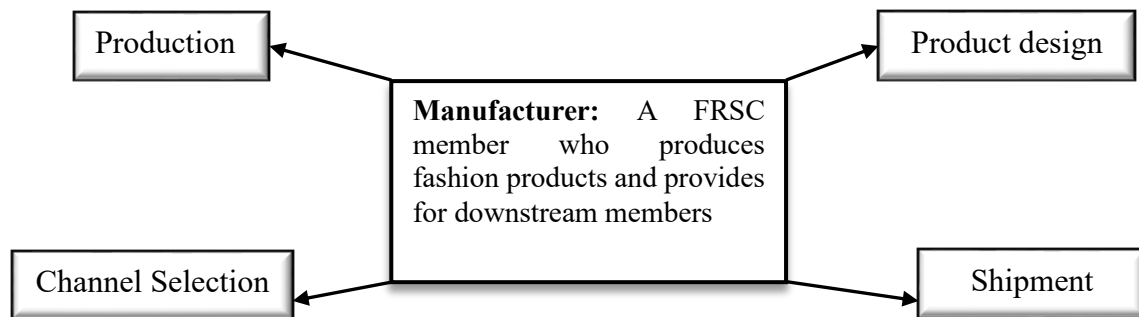 Production
Product design
Manufacturer: A FRSC
member who produces
fashion products and provides
for downstream members
Channel Selection
Shipment